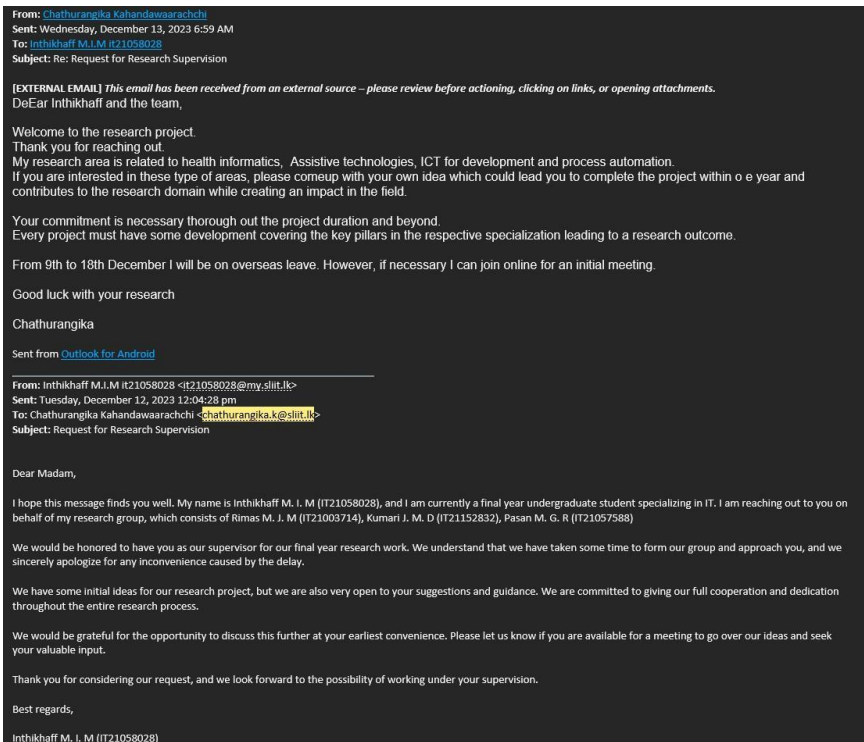 From: Chathurangika Kahandawaarachchi
Sent: Wednesday, December 13, 2023 6:59 AM
To: Inthikhaff M.I.M it21058028
Subject: Re: Request for Research Supervision
[EXTERNAL EMAIL] This email has been received from an external source – please review before actioning, clicking on links, or opening attachments.
DeEar Inthikhaff and the team,
Welcome to the research project.
Thank you for reaching out.
My research area is related to health informatics, Assistive technologies, ICT for development and process automation.
If you are interested in these type of areas, please comeup with your own idea which could lead you to complete the project within o e year and
contributes to the research domain while creating an impact in the field.
Your commitment is necessary thorough out the project duration and beyond.
Every project must have some development covering the key pillars in the respective specialization leading to a research outcome.
From 9th to 18th December I will be on overseas leave. However, if necessary I can join online for an initial meeting.
Good luck with your research
Chathurangika
Sent from Outlook for Android
From: Inthikhaff M.I.M it21058028 <it21058028@my.sliit.lk>
Sent: Tuesday, December 12, 2023 12:04:28 pm
To: Chathurangika Kahandawaarachchi <chathurangika.k@sliit.lk>
Subject: Request for Research Supervision
Dear Madam,
I hope this message finds you well. My name is Inthikhaff M. I. M (IT21058028), and I am currently a final year undergraduate student specializing in IT. I am reaching out to you on
behalf of my research group, which consists of Rimas M. J. M (IT21003714), Kumari J. M. D (IT21152832), Pasan M. G. R (IT21057588)
We would be honored to have you as our supervisor for our final year research work. We understand that we have taken some time to form our group and approach you, and we
sincerely apologize for any inconvenience caused by the delay.
We have some initial ideas for our research project, but we are also very open to your suggestions and guidance. We are committed to giving our full cooperation and dedication
throughout the entire research process.
We would be grateful for the opportunity to discuss this further at your earliest convenience. Please let us know if you are available for a meeting to go over our ideas and seek
your valuable input.
Thank you for considering our request, and we look forward to the possibility of working under your supervision.
Best regards,
Inthikhaff M. I. M (IT21058028)